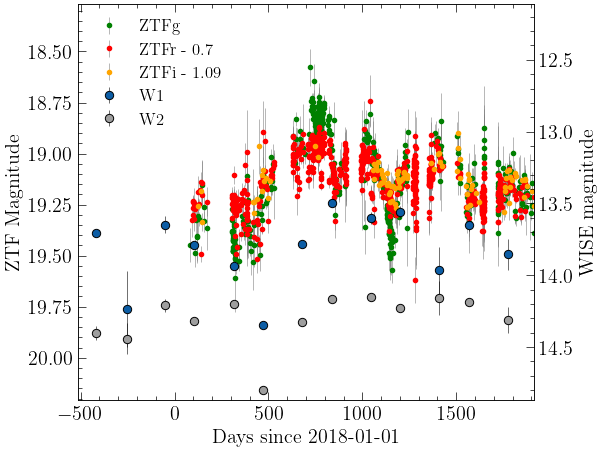 ZTFg
ZTFr - 0.7
ZTFi - 1.09
W1
W2
ZTF Magnitude
18.50
18.75
19.00
19.25
19.50
19.75
20.00
12.5
13.0
13.5
14.0
14.5
WISE magnitude
−500
0
500
1000
1500
Days since 2018-01-01